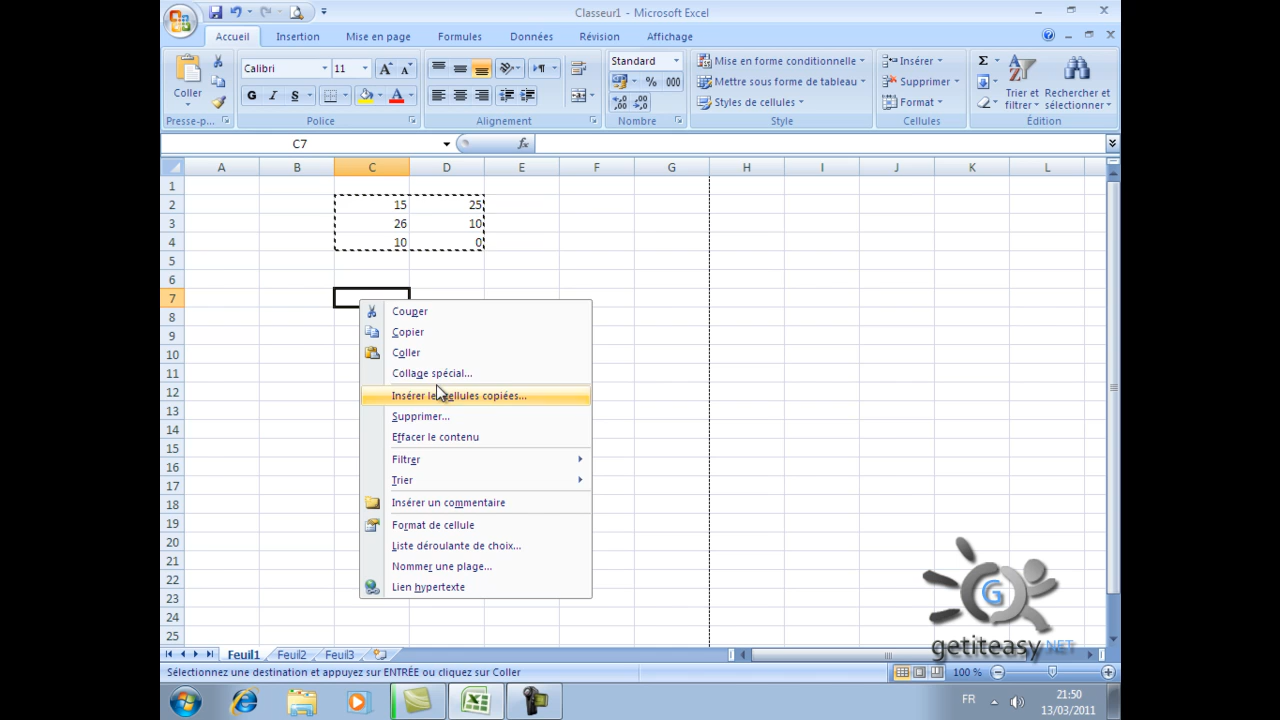 Classeur1 - Microsoft Excel
Accueil Insertion Mise en page Formules Données Révision Affichage
Coller
Presse-p...
Calibri 11
G I S
Police
Alignement
Standard
% 000
Nombre
Mise en forme conditionnelle
Mettre sous forme de tableau
Styles de cellules
Style
Insérer
Supprimer
Format
Cellules
Σ
Trier et filtrer
Rechercher et sélectionner
Édition
C7 fx
A B C D E F G H I J K L
1
2 15 25
3 26 10
4 10 0
5
6
7
8
9
10
11
12
13
14
15
16
17
18
19
20
21
22
23
24
25
Couper
Copier
Coller
Collage spécial...
Insérer les cellules copiées...
Supprimer...
Effacer le contenu
Filtrer
Trier
Insérer un commentaire
Format de cellule
Liste déroulante de choix...
Nommer une plage...
Lien hypertexte
G
getiteasy.NET
Feuil1 Feuil2 Feuil3
Sélectionnez une destination et appuyez sur ENTRÉE ou cliquez sur Coller 100 %
FR 21:50
13/03/2011